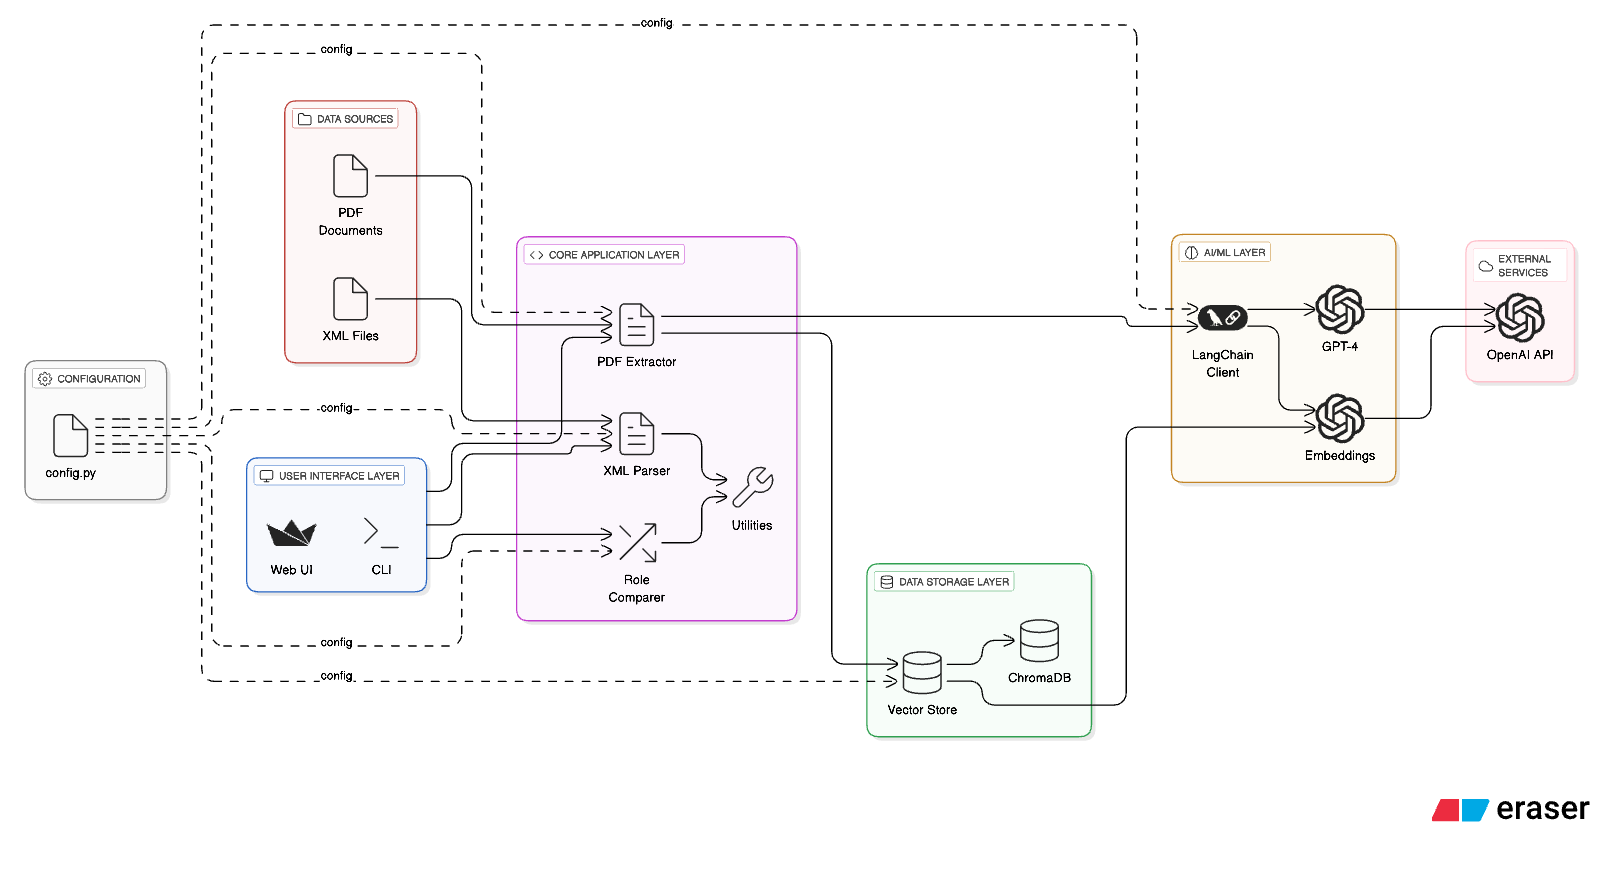 config
config
DATA SOURCES
PDF
Documents
XML Files
CONFIGURATION
config.py
config
USER INTERFACE LAYER
Web UI
CLI
config
config
CORE APPLICATION LAYER
PDF Extractor
XML Parser
Utilities
Role
Comparer
DATA STORAGE LAYER
ChromaDB
Vector Store
AI/ML LAYER
LangChain
Client
GPT-4
Embeddings
EXTERNAL
SERVICES
OpenAI API
eraser